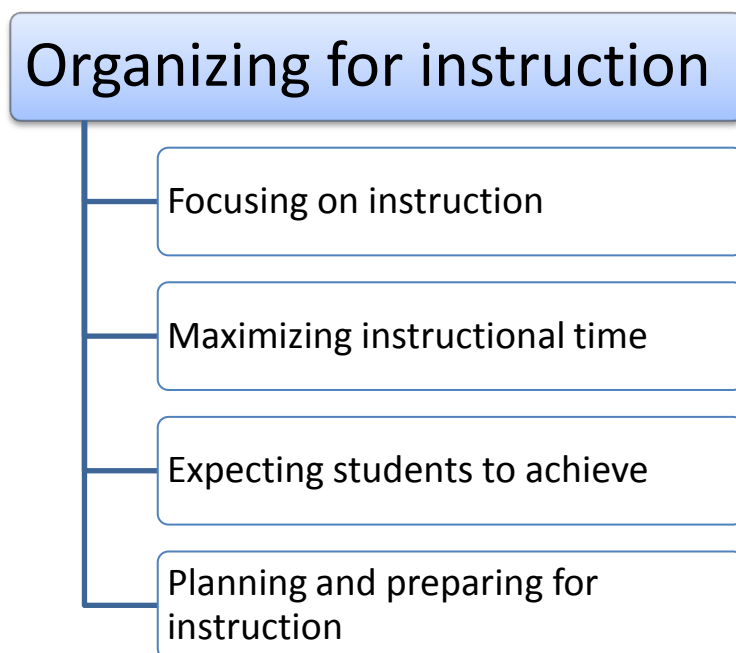 Organizing for instruction
Focusing on instruction
Maximizing instructional time
Expecting students to achieve
Planning and preparing for
instruction